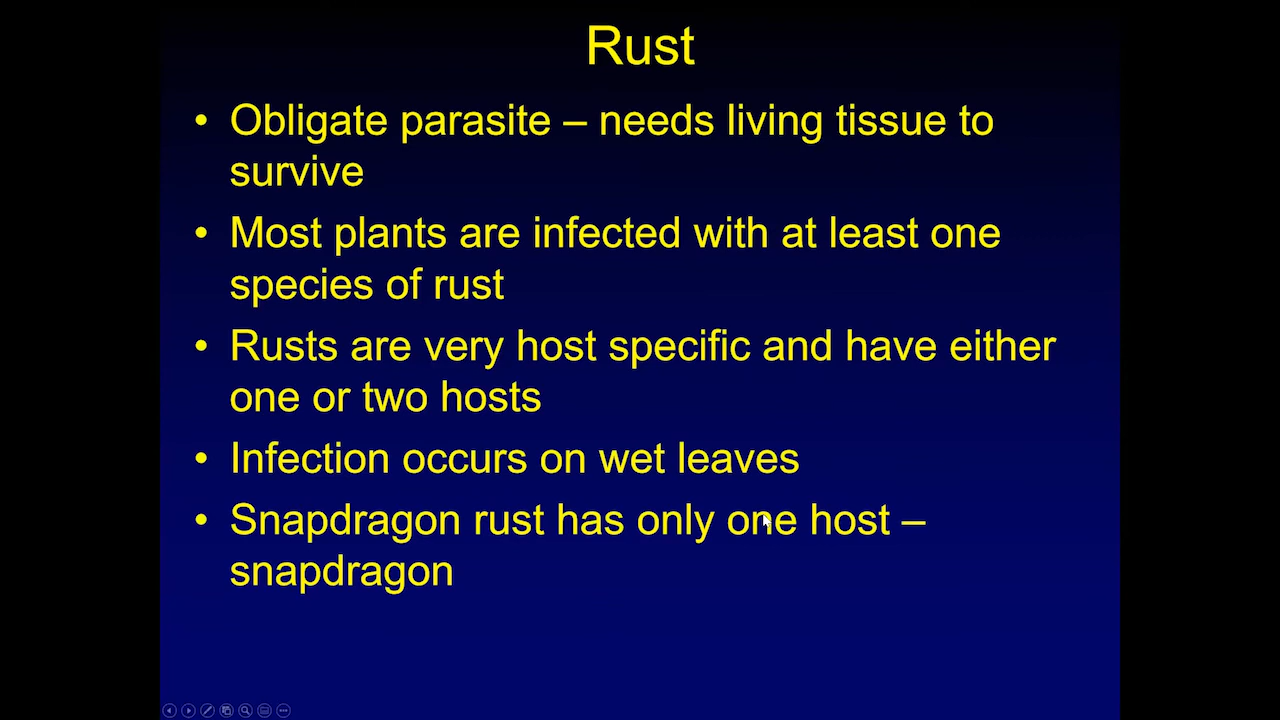 Rust
• Obligate parasite – needs living tissue to
survive
• Most plants are infected with at least one
species of rust
• Rusts are very host specific and have either
one or two hosts
• Infection occurs on wet leaves
• Snapdragon rust has only one host –
snapdragon